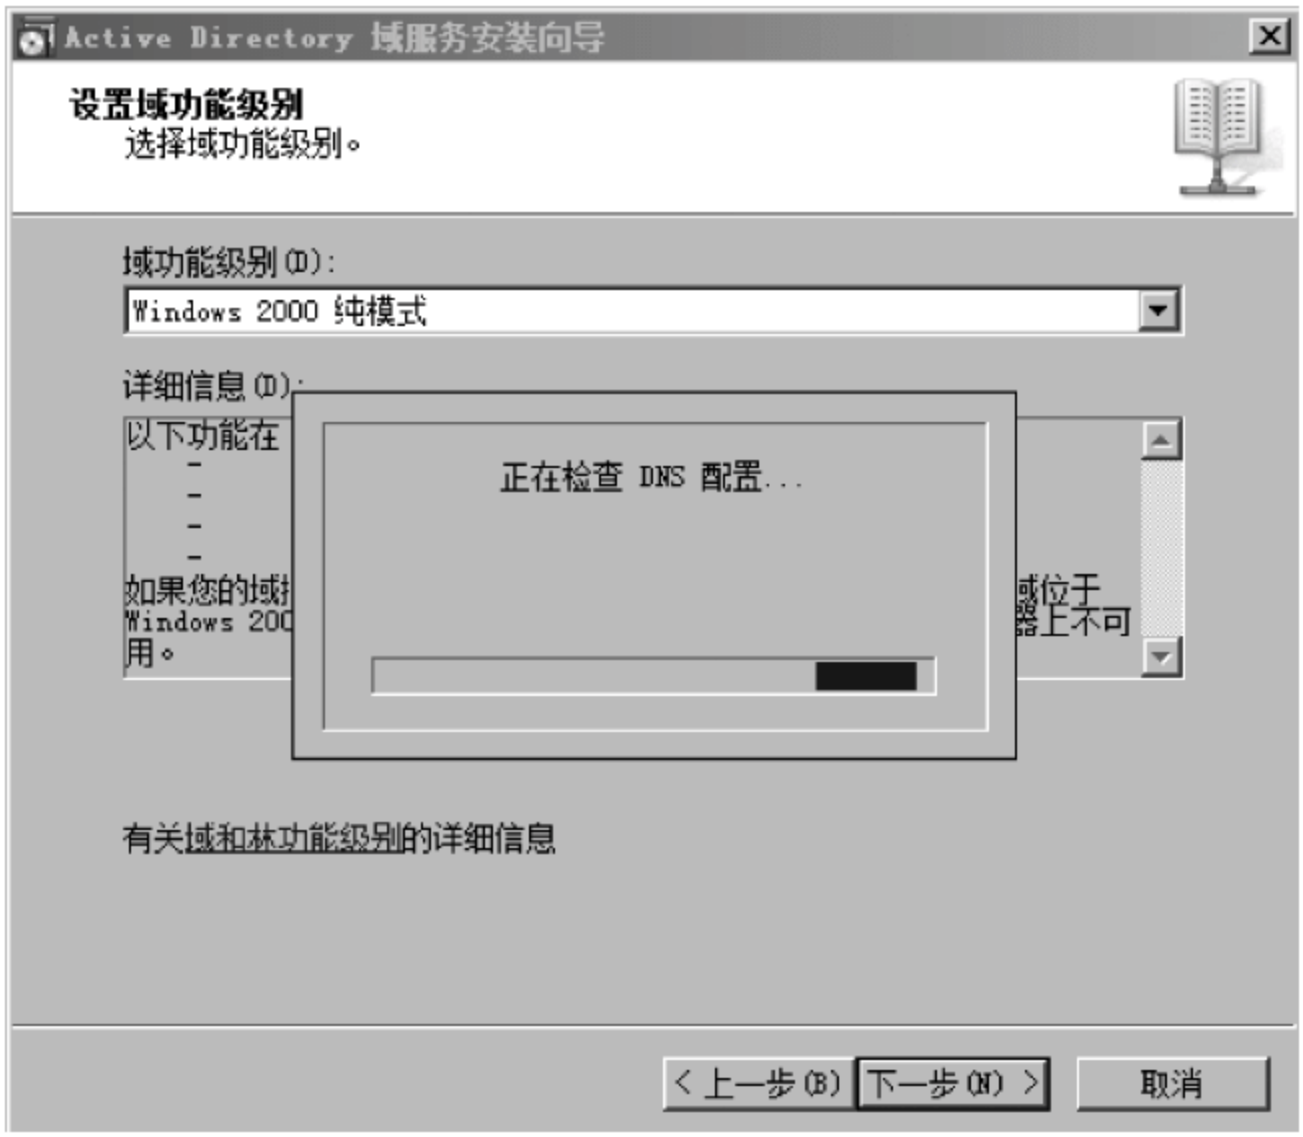 Active Directory 域服务安装向导
设置域功能级别
选择域功能级别。
域功能级别(D):
Windows 2000 纯模式
详细信息(D):
以下功能在
-
-
-
-
正在检查 DNS 配置...
如果您的域 域位于
Windows 200 器上不可
用。
有关域和林功能级别的详细信息
< 上一步(B) 下一步(N) > 取消